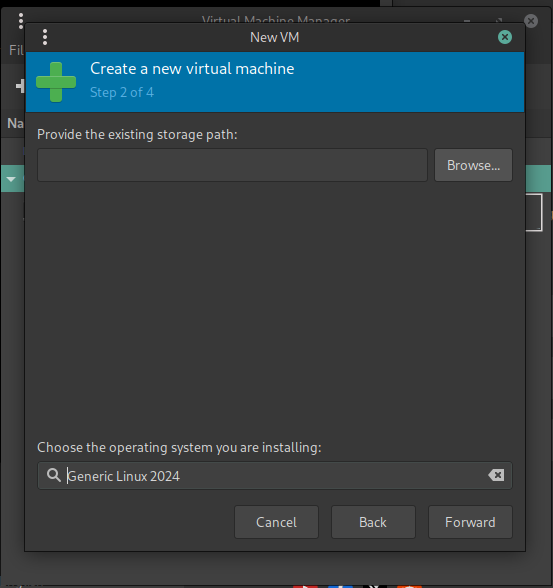 Virtual Machine Manager
New VM
Fil
Create a new virtual machine
Step 2 of 4
Na
Provide the existing storage path:
Browse...
Choose the operating system you are installing:
Generic Linux 2024
Cancel
Back
Forward